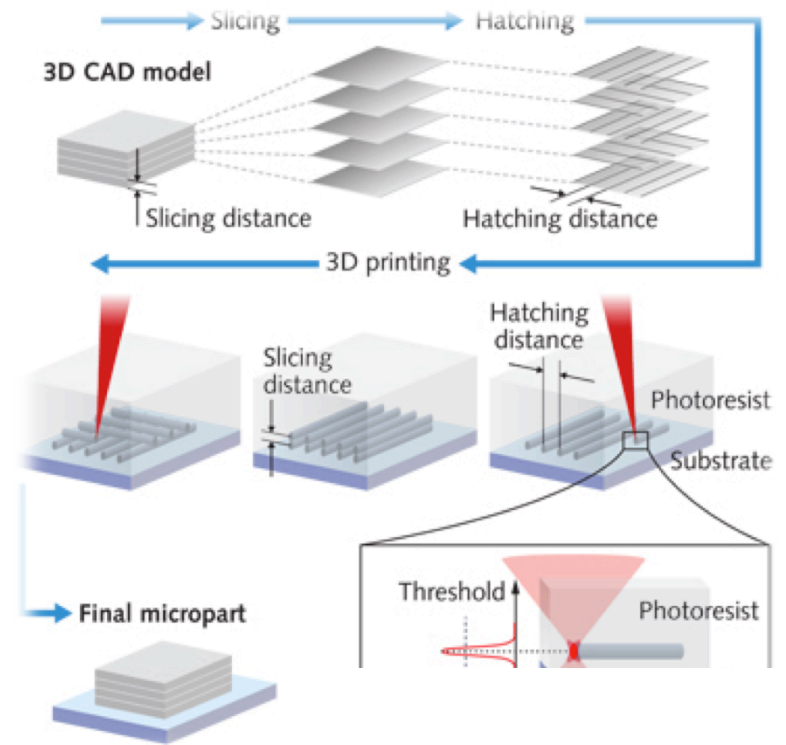 Slicing
Hatching
3D CAD model
Slicing distance
Hatching distance
3D printing
Hatching
distance
Slicing
distance
Photoresist
Substrate
Threshold
Photoresist
Final micropart